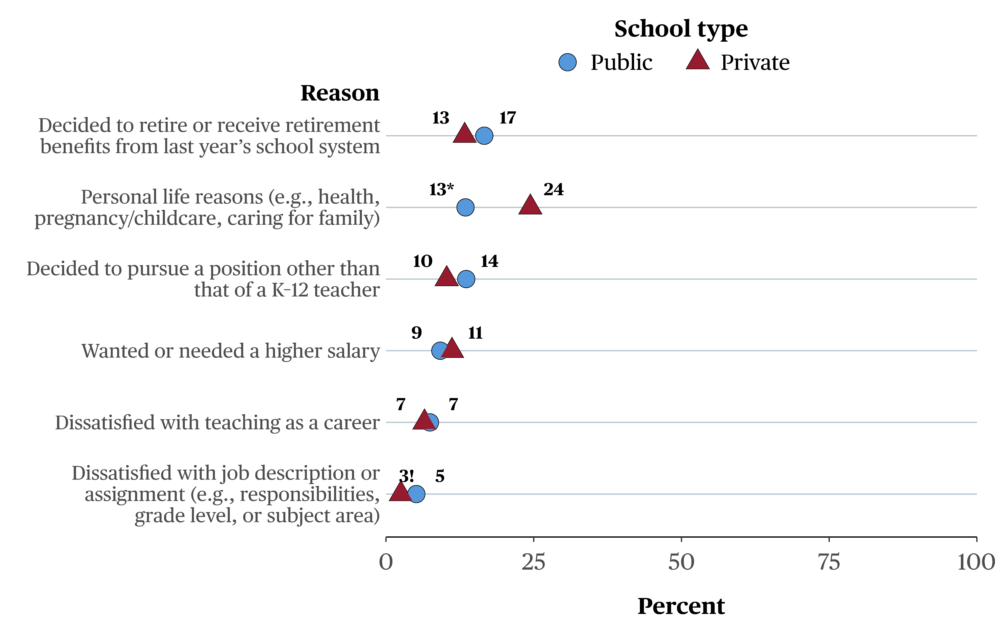 School type
Public Private
Reason
13 17
Decided to retire or receive retirement
benefits from last year’s school system
13* 24
Personal life reasons (e.g., health,
pregnancy/childcare, caring for family)
10 14
Decided to pursue a position other than
that of a K–12 teacher
9 11
Wanted or needed a higher salary
7 7
Dissatisfied with teaching as a career
Dissatisfied with job description or
3! 5
assignment (e.g., responsibilities,
grade level, or subject area)
0 25 50 75 100
Percent